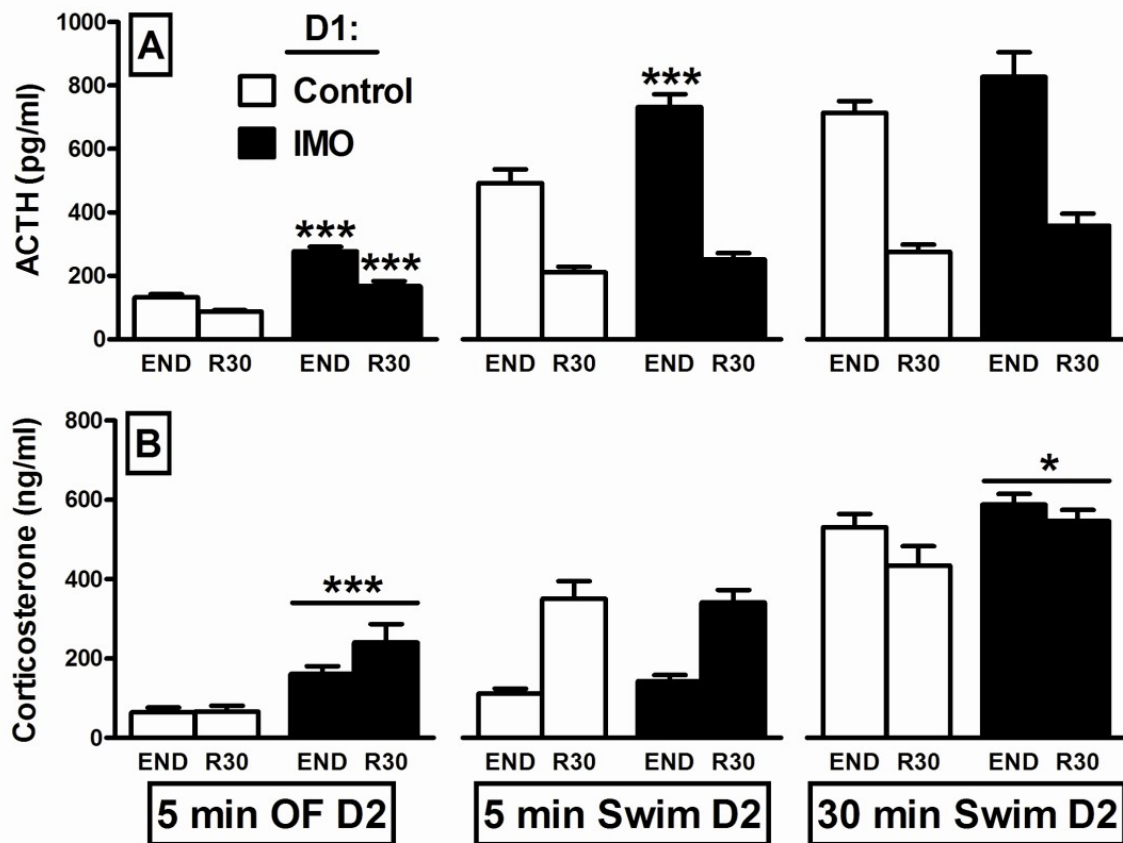 A
D1:
Control
IMO
ACTH (pg/ml)
1000
800
600
400
200
0
***
***
***
END R30 END R30 END R30 END R30 END R30 END R30
B
Corticosterone (ng/ml)
800
600
400
200
0
***
*
END R30 END R30 END R30 END R30 END R30 END R30
5 min OF D2 5 min Swim D2 30 min Swim D2